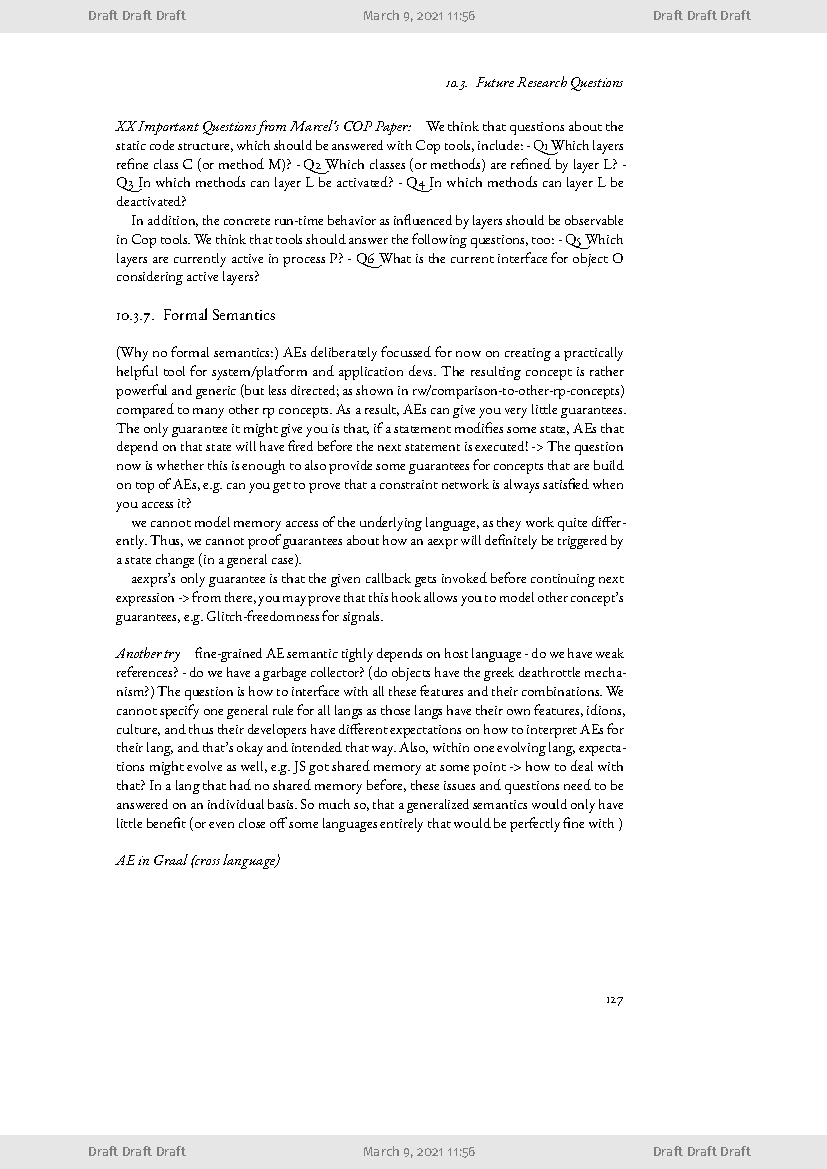 Draft Draft Draft March 9, 2021 11:56 Draft Draft Draft
10.3. Future Research Questions
XX Important Questions from Marcel's COP Paper: We think that questions about the
static code structure, which should be answered with Cop tools, include: - Q1 Which layers
refine class C (or method M)? - Q2 Which classes (or methods) are refined by layer L? -
Q3 In which methods can layer L be activated? - Q4 In which methods can layer L be
deactivated?
In addition, the concrete run-time behavior as influenced by layers should be observable
in Cop tools. We think that tools should answer the following questions, too: - Q5 Which
layers are currently active in process P? - Q6 What is the current interface for object O
considering active layers?
10.3.7. Formal Semantics
(Why no formal semantics:) AEs deliberately focussed for now on creating a practically
helpful tool for system/platform and application devs. The resulting concept is rather
powerful and generic (but less directed; as shown in rw/comparison-to-other-rp-concepts)
compared to many other rp concepts. As a result, AEs can give you very little guarantees.
The only guarantee it might give you is that, if a statement modifies some state, AEs that
depend on that state will have fired before the next statement is executed! -> The question
now is whether this is enough to also provide some guarantees for concepts that are build
on top of AEs, e.g. can you get to prove that a constraint network is always satisfied when
you access it?
we cannot model memory access of the underlying language, as they work quite differ-
ently. Thus, we cannot proof guarantees about how an aexpr will definitely be triggered by
a state change (in a general case).
aexprs's only guarantee is that the given callback gets invoked before continuing next
expression -> from there, you may prove that this hook allows you to model other concept's
guarantees, e.g. Glitch-freedomness for signals.
Another try fine-grained AE semantic tighly depends on host language - do we have weak
references? - do we have a garbage collector? (do objects have the greek deathrottle mecha-
nism?) The question is how to interface with all these features and their combinations. We
cannot specify one general rule for all langs as those langs have their own features, idions,
culture, and thus their developers have different expectations on how to interpret AEs for
their lang, and that's okay and intended that way. Also, within one evolving lang, expecta-
tions might evolve as well, e.g. JS got shared memory at some point -> how to deal with
that? In a lang that had no shared memory before, these issues and questions need to be
answered on an individual basis. So much so, that a generalized semantics would only have
little benefit (or even close off some languages entirely that would be perfectly fine with )
AE in Graal (cross language)
127
Draft Draft Draft March 9, 2021 11:56 Draft Draft Draft